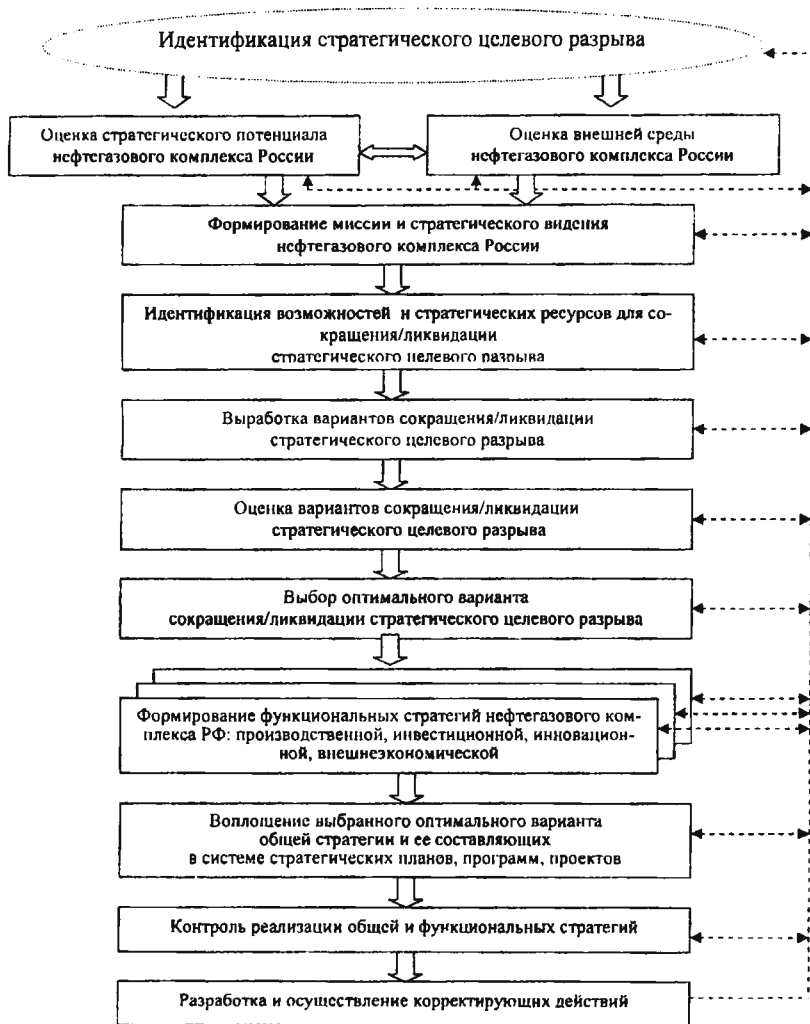 Идентификация стратегического целевого разрыва
Оценка стратегического потенциала
нефтегазового комплекса России
Оценка внешней среды
нефтегазового комплекса России
Формирование миссии и стратегического видения
нефтегазового комплекса России
Идентификация возможностей и стратегических ресурсов для со-
кращения/ликвидации
стратегического целевого разрыва
Выработка вариантов сокращения/ликвидации
стратегического целевого разрыва
Оценка вариантов сокращения/ликвидации
стратегического целевого разрыва
Выбор оптимального варианта
сокращения/ликвидации стратегического целевого разрыва
Формирование функциональных стратегий нефтегазового ком-
плекса РФ: производственной, инвестиционной, инновацион-
ной, внешнеэкономической
Воплощение выбранного оптимального варианта
общей стратегии и ее составляющих
в системе стратегических планов, программ, проектов
Контроль реализации общей и функциональных стратегий
Разработка и осуществление корректирующих действий